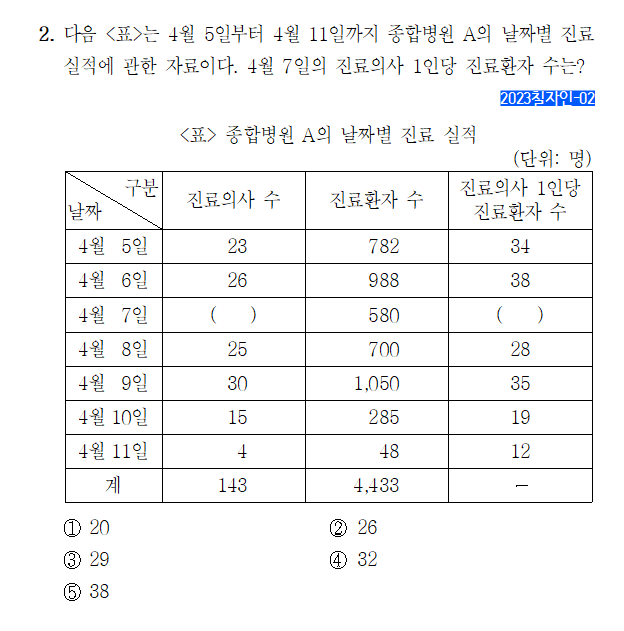 2. 다음 <표>는 4월 5일부터 4월 11일까지 종합병원 A의 날짜별 진료
실적에 관한 자료이다. 4월 7일의 진료의사 1인당 진료환자 수는?
2023침자인-02
<표> 종합병원 A의 날짜별 진료 실적
(단위: 명)
구분 날짜 진료의사 수 진료환자 수 진료의사 1인당 진료환자 수
4월 5일 23 782 34
4월 6일 26 988 38
4월 7일 ( ) 580 ( )
4월 8일 25 700 28
4월 9일 30 1,050 35
4월 10일 15 285 19
4월 11일 4 48 12
계 143 4,433 －
① 20 ② 26
③ 29 ④ 32
⑤ 38